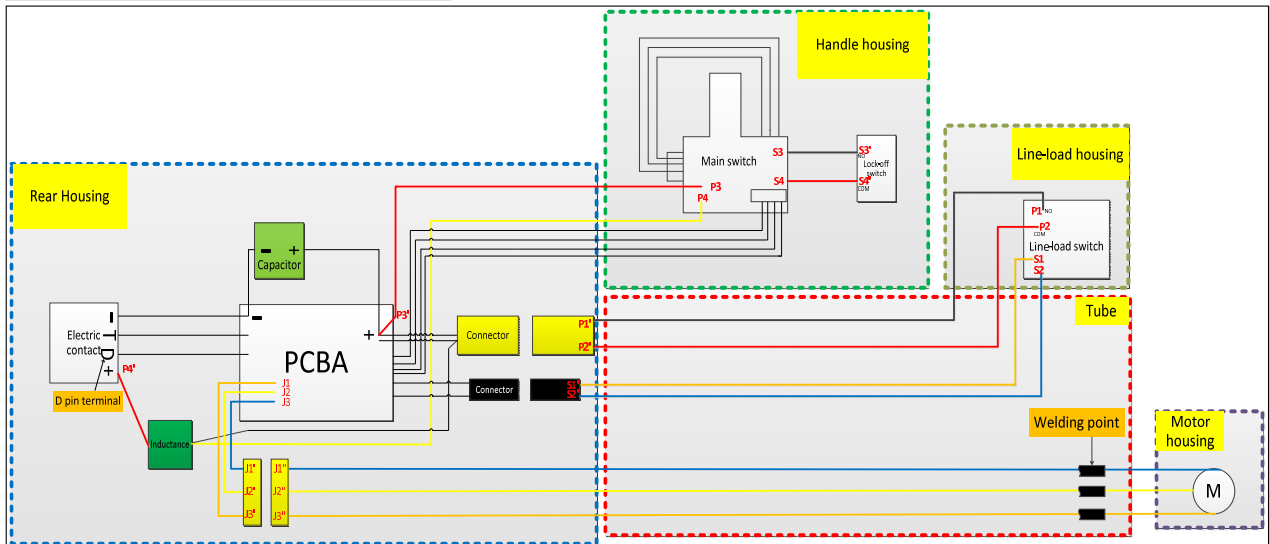 Handle housing
Main switch
S3
S4
P3
P4
S3'
NO
Lock-off
switch
S4'
COM
Line-load housing
P1
NO
P2
COM
Line-load switch
S1
S2
Rear Housing
-
+
Capacitor
Electric
contact
-
T
D
+
P4'
D pin terminal
-
PCBA
+
P3'
J1
J2
J3
Connector
P1'
P2'
Connector
S1'
S2'
Inductance
J1'
J2'
J3'
J1"
J2"
J3"
Tube
Welding point
Motor
housing
M